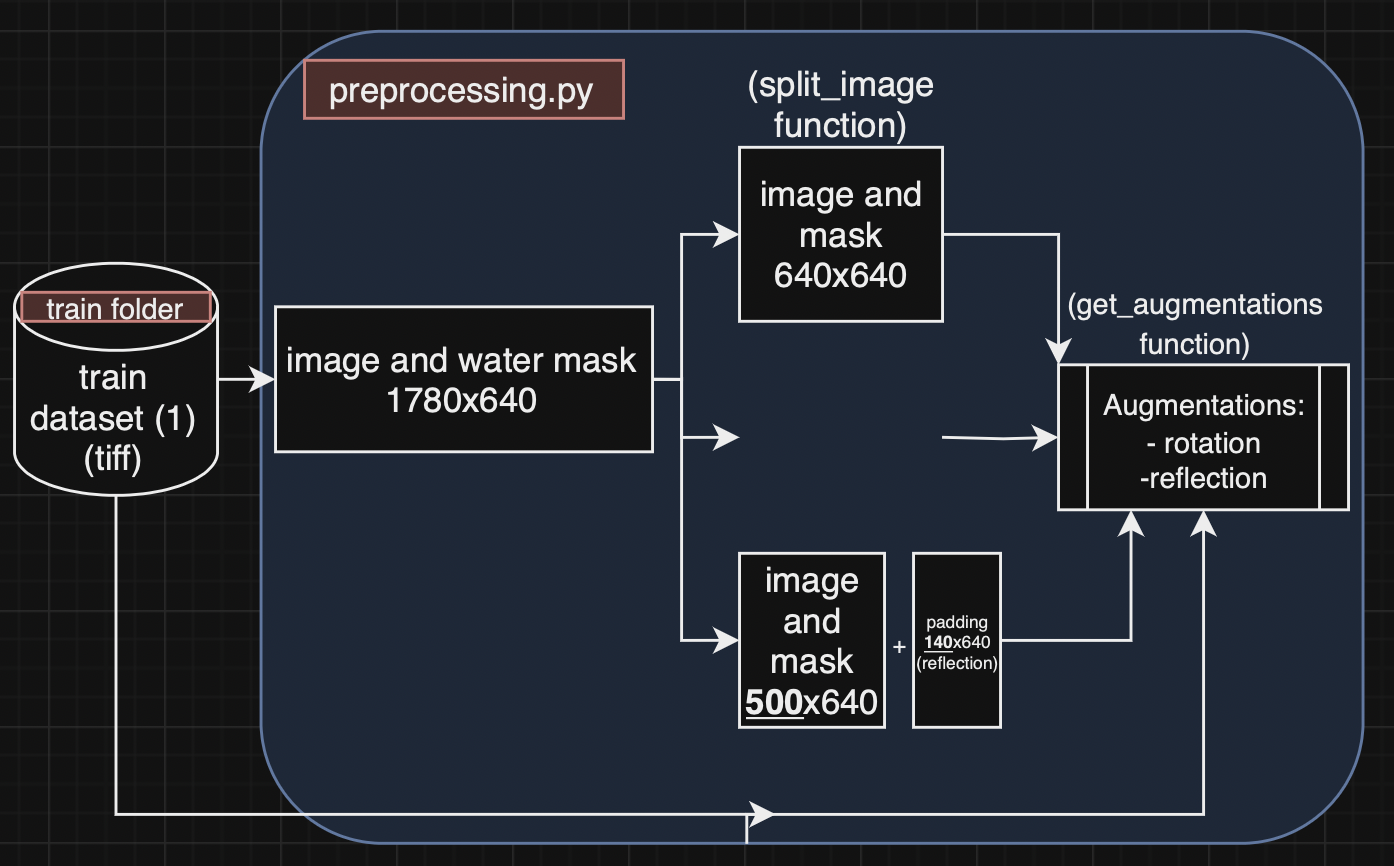 preprocessing.py
(split_image
function)
image and
mask
640x640
train folder
train
dataset (1)
(tiff)
image and water mask
1780x640
(get_augmentations
function)
Augmentations:
- rotation
-reflection
image
and
mask
500x640
+
padding
140x640
(reflection)